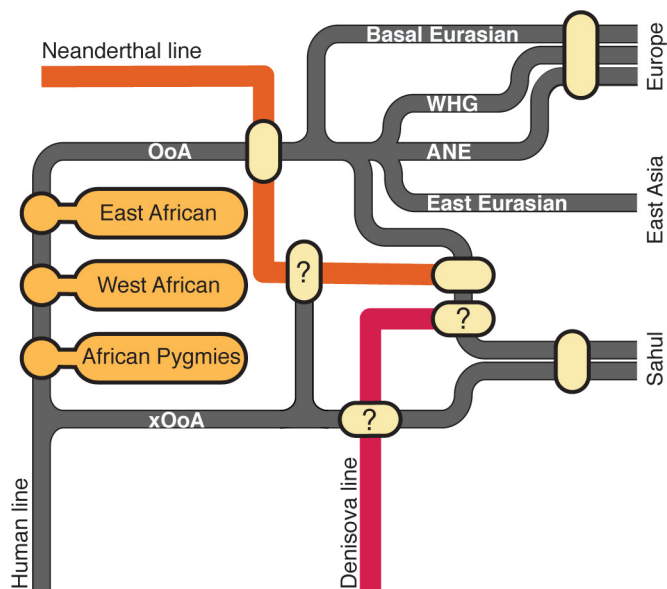 Basal Eurasian
Neanderthal line
Europe
WHG
OoA
ANE
East African
East Eurasian
East Asia
West African
?
?
African Pygmies
Sahul
xOoA
?
Human line
Denisova line